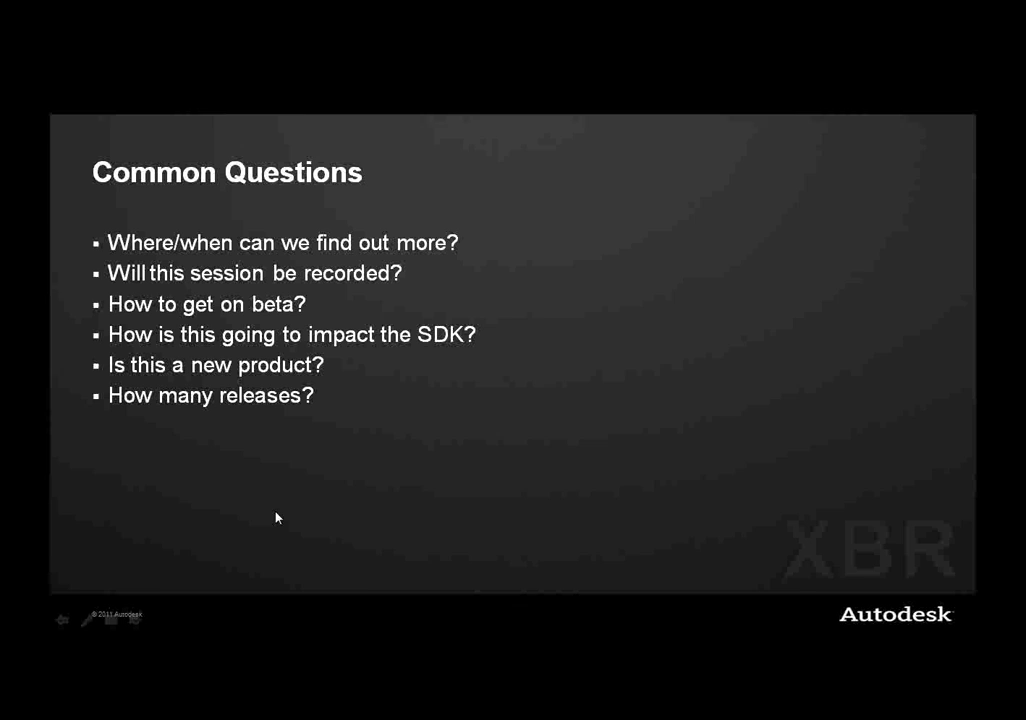 Common Questions
▪ Where/when can we find out more?
▪ Will this session be recorded?
▪ How to get on beta?
▪ How is this going to impact the SDK?
▪ Is this a new product?
▪ How many releases?
XBR
© 2011 Autodesk
Autodesk